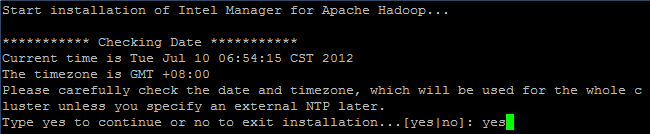 Start installation of Intel Manager for Apache Hadoop...
*********** Checking Date ***********
Current time is Tue Jul 10 06:54:15 CST 2012
The timezone is GMT +08:00
Please carefully check the date and timezone, which will be used for the whole c
luster unless you specify an external NTP later.
Type yes to continue or no to exit installation...[yes|no]: yes